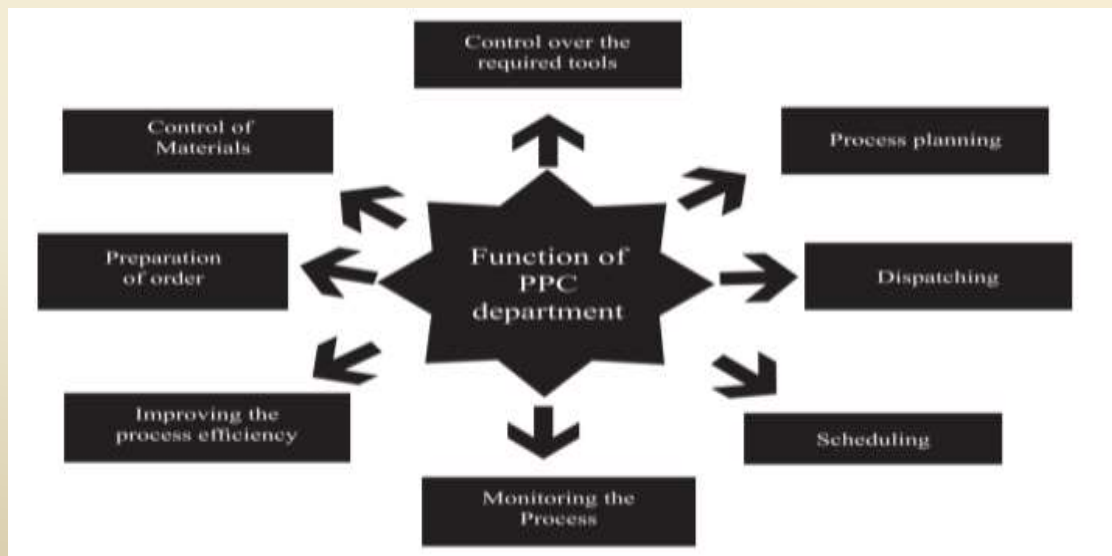 Control over the
required tools
Control of
Materials
Process planning
Preparation
of order
Function of
PPC
department
Dispatching
Improving the
process efficiency
Scheduling
Monitoring the
Process